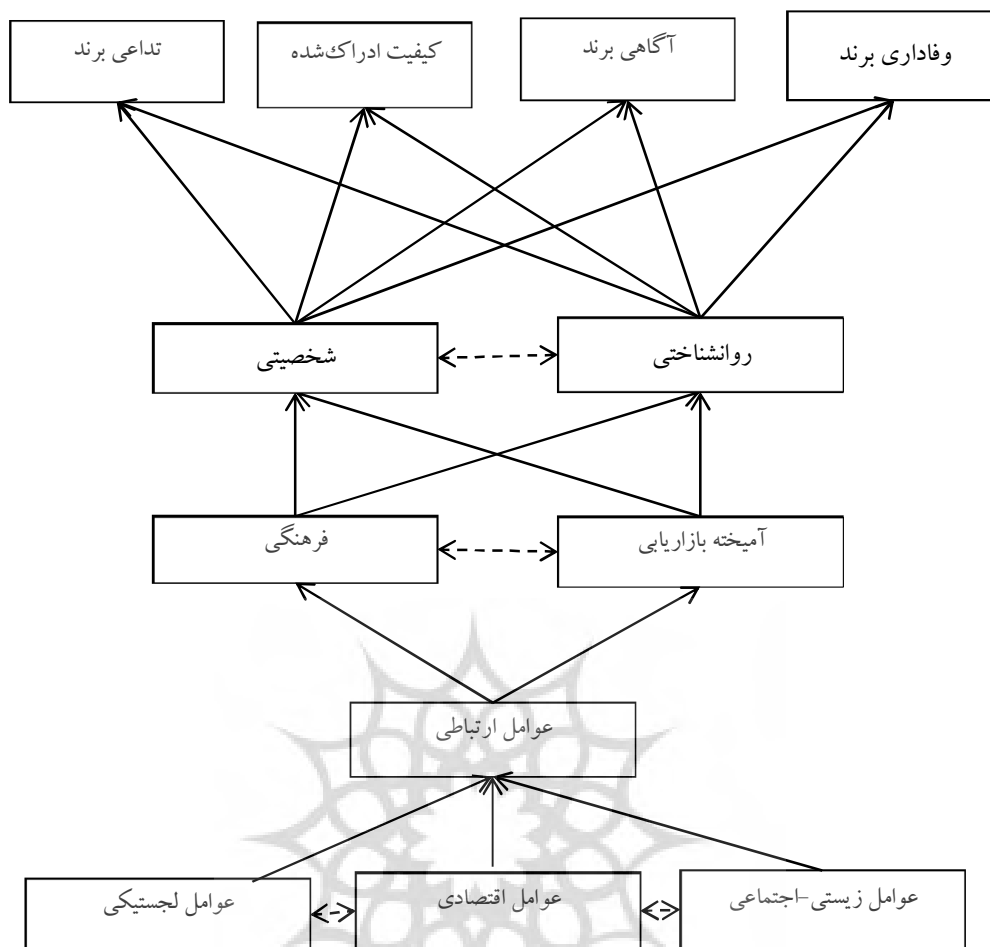 وفاداری برند
آگاهی برند
کیفیت ادراک‌شده
تداعی برند
روانشناختی
شخصیتی
آمیخته بازاریابی
فرهنگی
عوامل ارتباطی
عوامل زیستی-اجتماعی
عوامل اقتصادی
عوامل لجستیکی